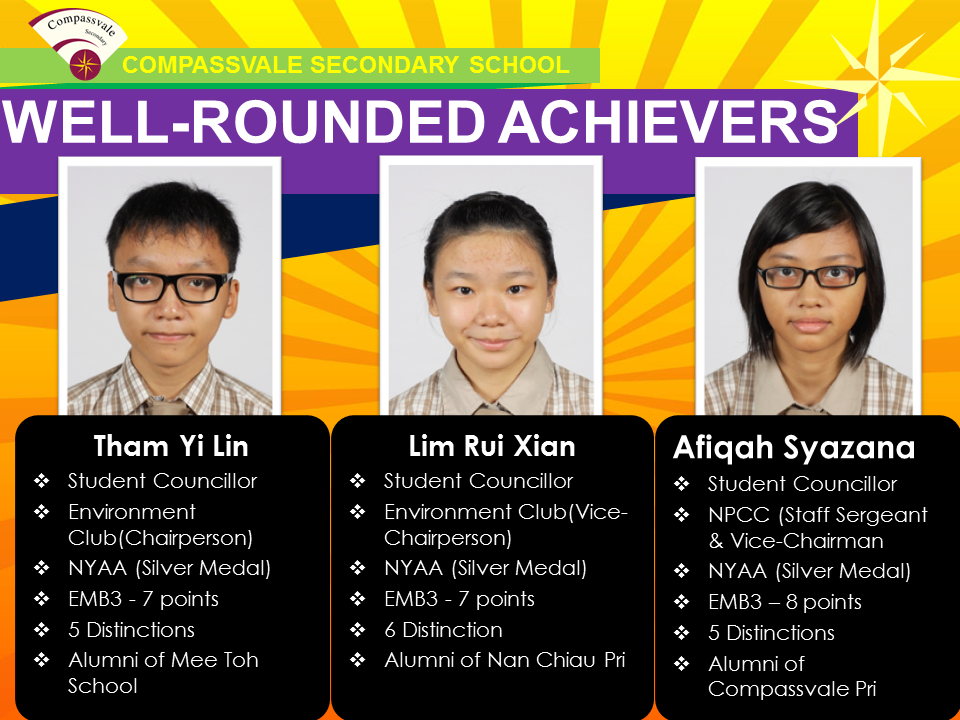 Compassvale
Secondary
COMPASSVALE SECONDARY SCHOOL
WELL-ROUNDED ACHIEVERS
Tham Yi Lin
❖ Student Councillor
❖ Environment
Club(Chairperson)
❖ NYAA (Silver Medal)
❖ EMB3 - 7 points
❖ 5 Distinctions
❖ Alumni of Mee Toh
School
Lim Rui Xian
❖ Student Councillor
❖ Environment Club(Vice-
Chairperson)
❖ NYAA (Silver Medal)
❖ EMB3 - 7 points
❖ 6 Distinction
❖ Alumni of Nan Chiau Pri
Afiqah Syazana
❖ Student Councillor
❖ NPCC (Staff Sergeant
& Vice-Chairman
❖ NYAA (Silver Medal)
❖ EMB3 – 8 points
❖ 5 Distinctions
❖ Alumni of
Compassvale Pri